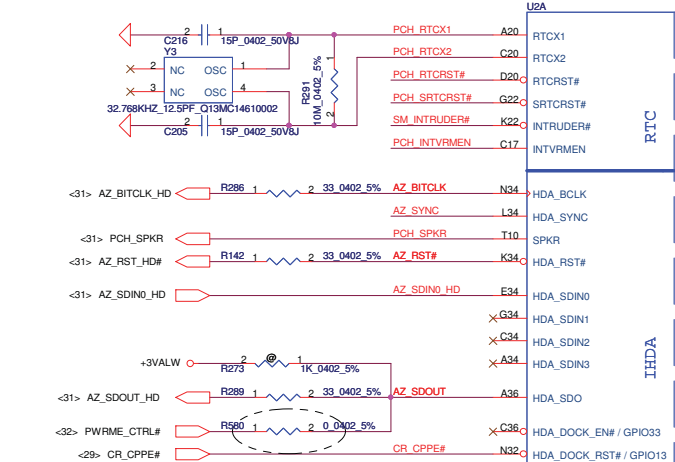 U2A
C216 2 1 15P_0402_50V8J
PCH_RTCX1 A20 RTCX1
Y3
PCH_RTCX2 C20 RTCX2
2 NC OSC 1
PCH_RTCRST# D20 RTCRST#
3 NC OSC 4
R291 10M_0402_5% 1 2
PCH_SRTCRST# G22 SRTCRST#
32.768KHZ_12.5PF_Q13MC14610002
SM_INTRUDER# K22 INTRUDER#
C205 2 1 15P_0402_50V8J
PCH_INTVRMEN C17 INTVRMEN
RTC
<31> AZ_BITCLK_HD R286 1 2 33_0402_5% AZ_BITCLK N34 HDA_BCLK
AZ_SYNC L34 HDA_SYNC
<31> PCH_SPKR PCH_SPKR T10 SPKR
<31> AZ_RST_HD# R142 1 2 33_0402_5% AZ_RST# K34 HDA_RST#
<31> AZ_SDIN0_HD AZ_SDIN0_HD E34 HDA_SDIN0
G34 HDA_SDIN1
C34 HDA_SDIN2
IHDA
+3VALW R273 2 @ 1 1K_0402_5% A34 HDA_SDIN3
<31> AZ_SDOUT_HD R289 1 2 33_0402_5% AZ_SDOUT A36 HDA_SDO
<32> PWRME_CTRL# R580 1 2 0_0402_5% C36 HDA_DOCK_EN# / GPIO33
<29> CR_CPPE# CR_CPPE# N32 HDA_DOCK_RST# / GPIO13